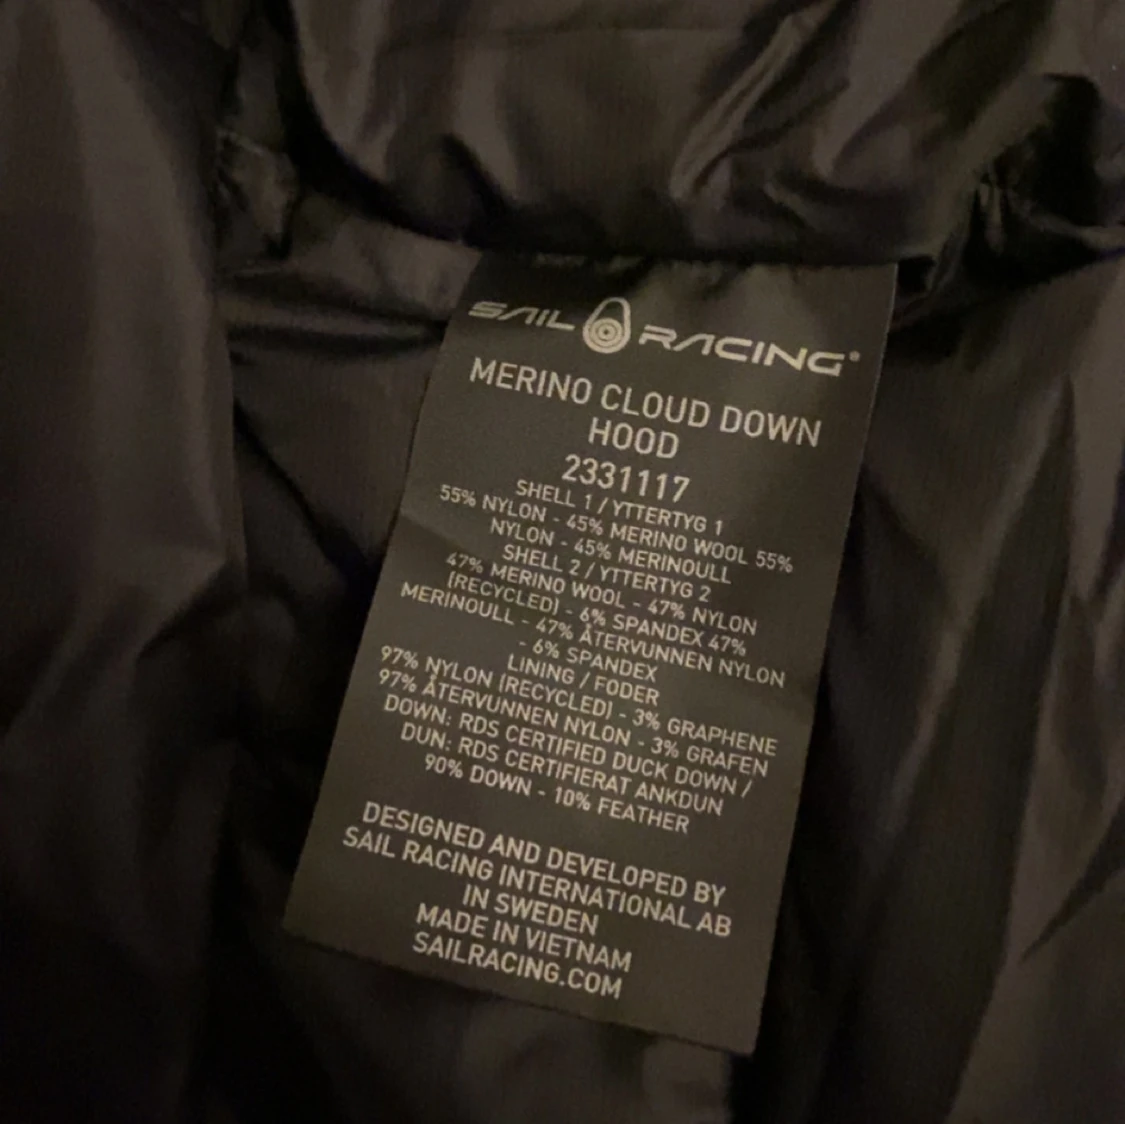 SAIL RACING®
MERINO CLOUD DOWN
HOOD
2331117
SHELL 1 / YTTERTYG 1
55% NYLON - 45% MERINO WOOL 55%
NYLON - 45% MERINOULL
SHELL 2 / YTTERTYG 2
47% MERINO WOOL - 47% NYLON
(RECYCLED) - 6% SPANDEX 47%
MERINOULL - 47% ÅTERVUNNEN NYLON
- 6% SPANDEX
LINING / FODER
97% NYLON (RECYCLED) - 3% GRAPHENE
97% ÅTERVUNNEN NYLON - 3% GRAFEN
DOWN: RDS CERTIFIED DUCK DOWN /
DUN: RDS CERTIFIERAT ANKDUN
90% DOWN - 10% FEATHER
DESIGNED AND DEVELOPED BY
SAIL RACING INTERNATIONAL AB
IN SWEDEN
MADE IN VIETNAM
SAILRACING.COM